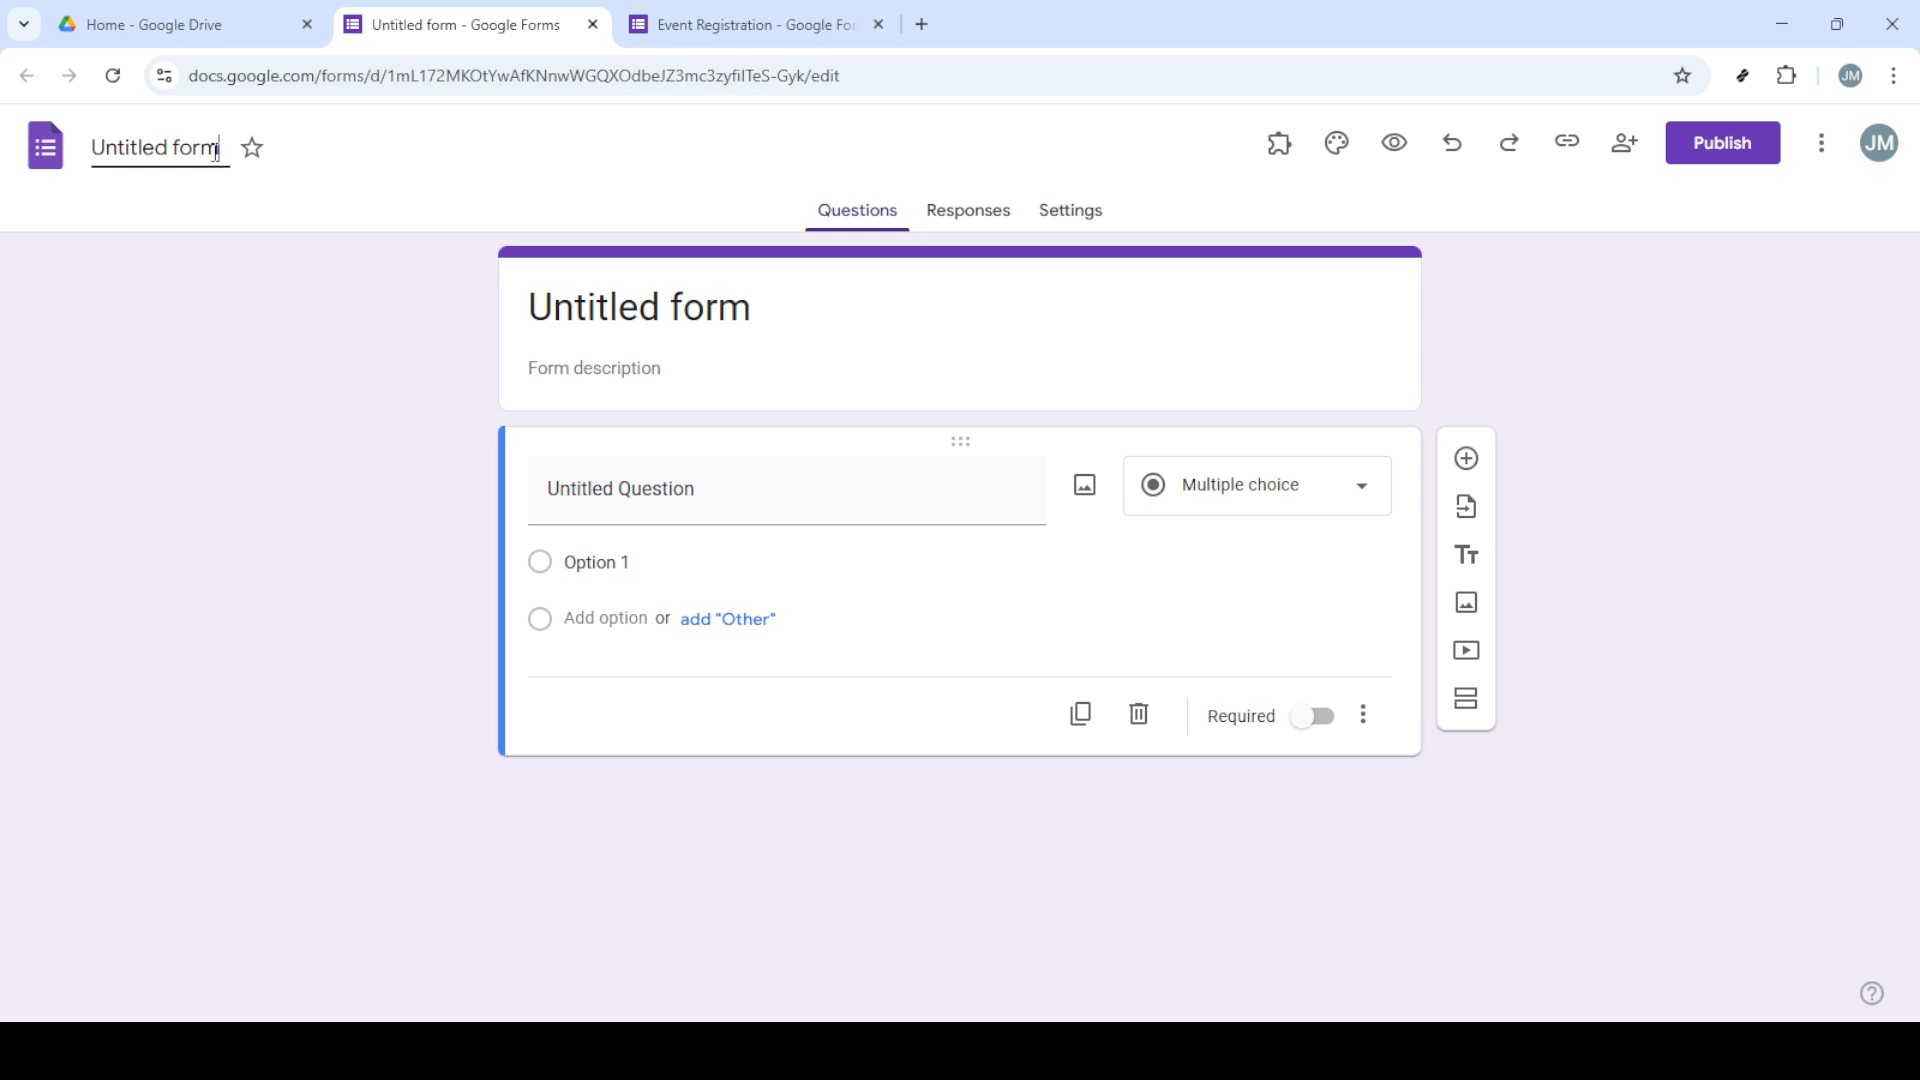 Home - Google Drive
Untitled form - Google Forms
Event Registration - Google For
docs.google.com/forms/d/1mL172MKOtYwAfKNnwWGQXOdbeJZ3mc3zyfilTeS-Gyk/edit
JM
Untitled form
Publish
JM
Questions
Responses
Settings
Untitled form
Form description
Untitled Question
Multiple choice
Option 1
Add option or add "Other"
Required